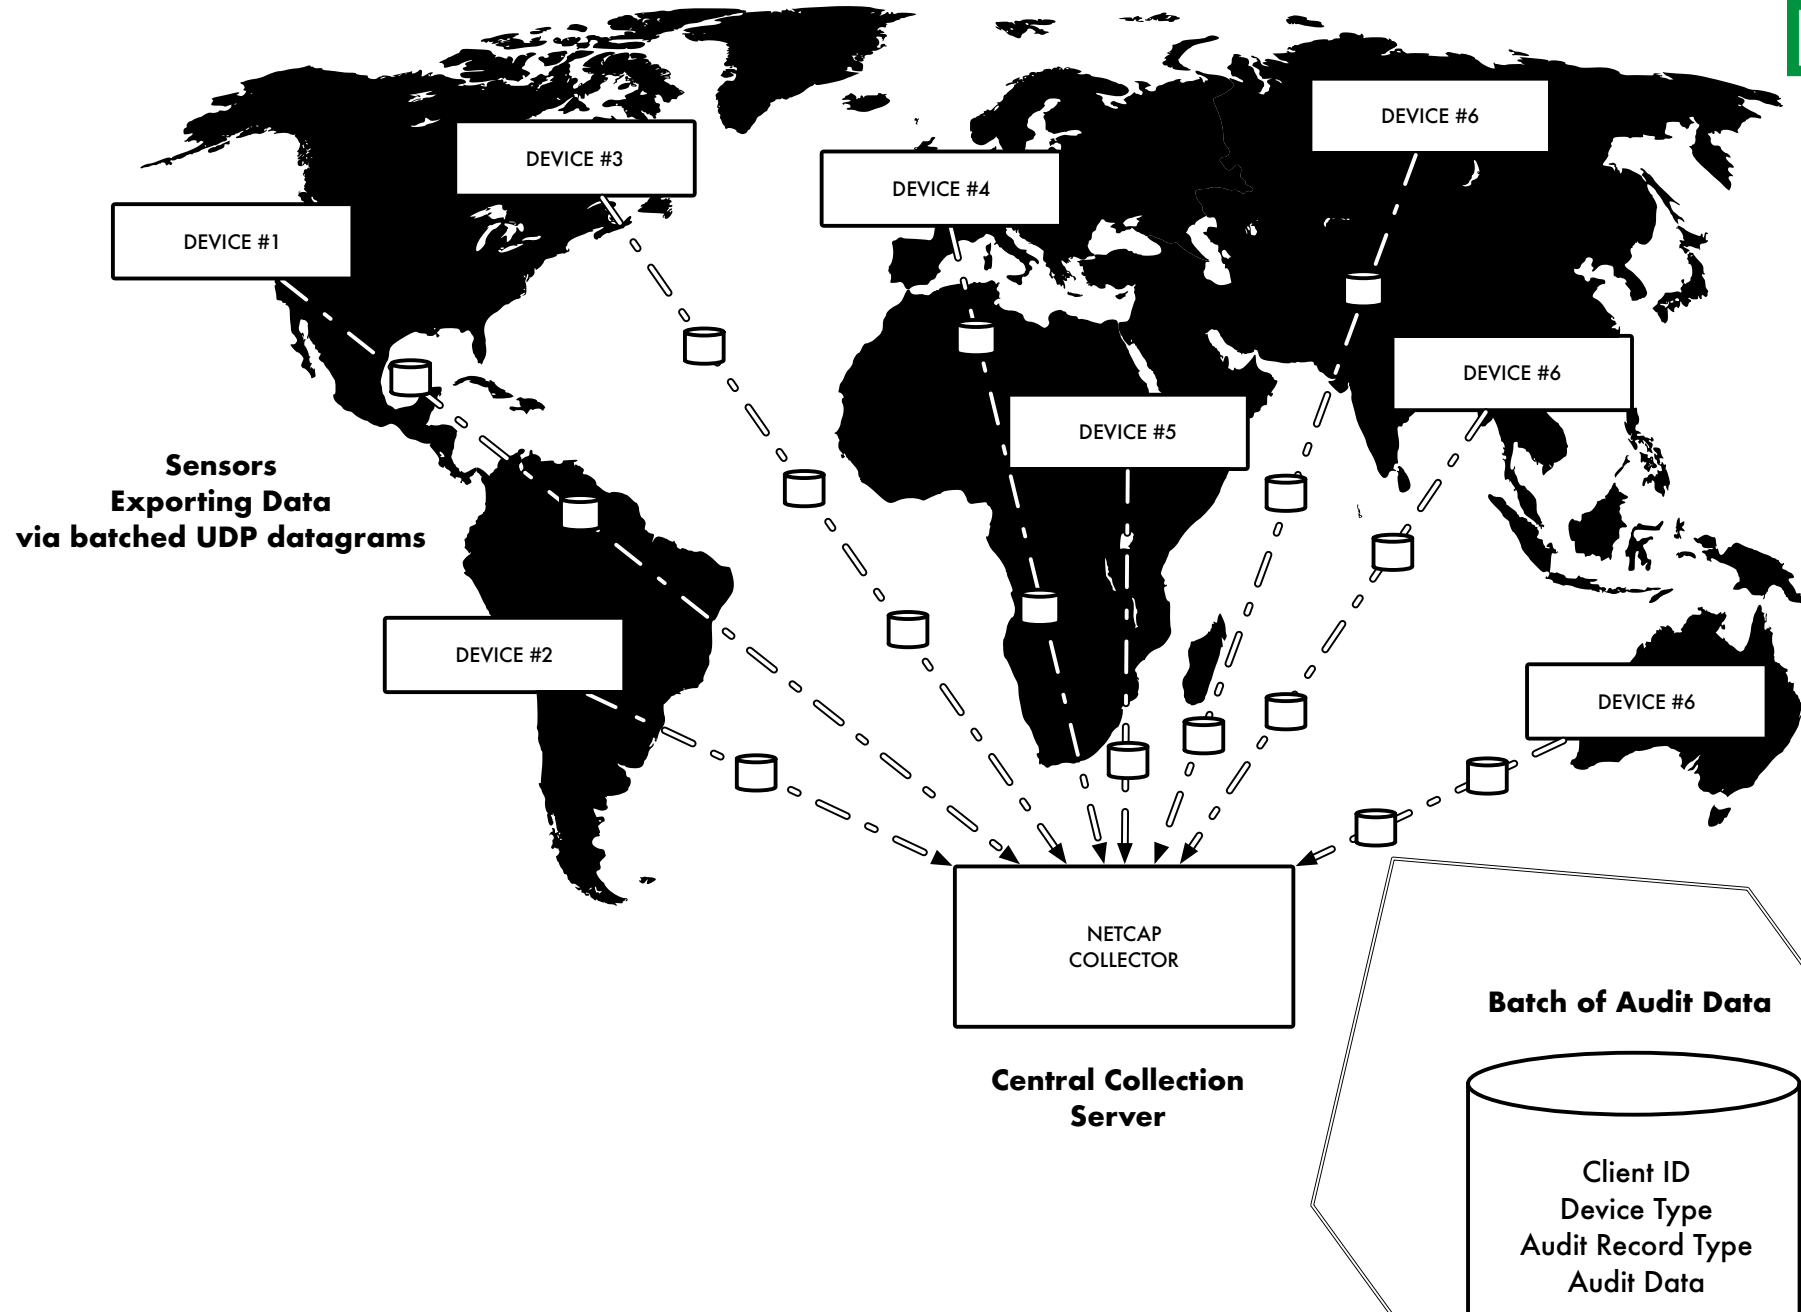 DEVICE #6
DEVICE #3
DEVICE #4
DEVICE #1
DEVICE #6
DEVICE #5
Sensors
Exporting Data
via batched UDP datagrams
DEVICE #2
DEVICE #6
NETCAP
COLLECTOR
Batch of Audit Data
Central Collection
Server
Client ID
Device Type
Audit Record Type
Audit Data